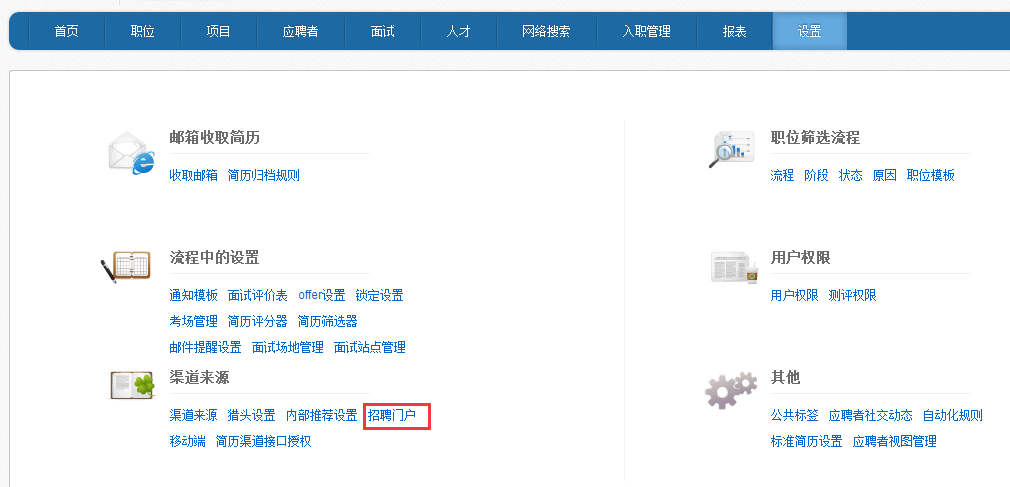 首页 职位 项目 应聘者 面试 人才 网络搜索 入职管理 报表 设置
邮箱收取简历
收取邮箱 简历归档规则
职位筛选流程
流程 阶段 状态 原因 职位模板
流程中的设置
通知模板 面试评价表 offer设置 锁定设置
考场管理 简历评分器 简历筛选器
邮件提醒设置 面试场地管理 面试站点管理
用户权限
用户权限 测评权限
渠道来源
渠道来源 猎头设置 内部推荐设置 招聘门户
移动端 简历渠道接口授权
其他
公共标签 应聘者社交动态 自动化规则
标准简历设置 应聘者视图管理